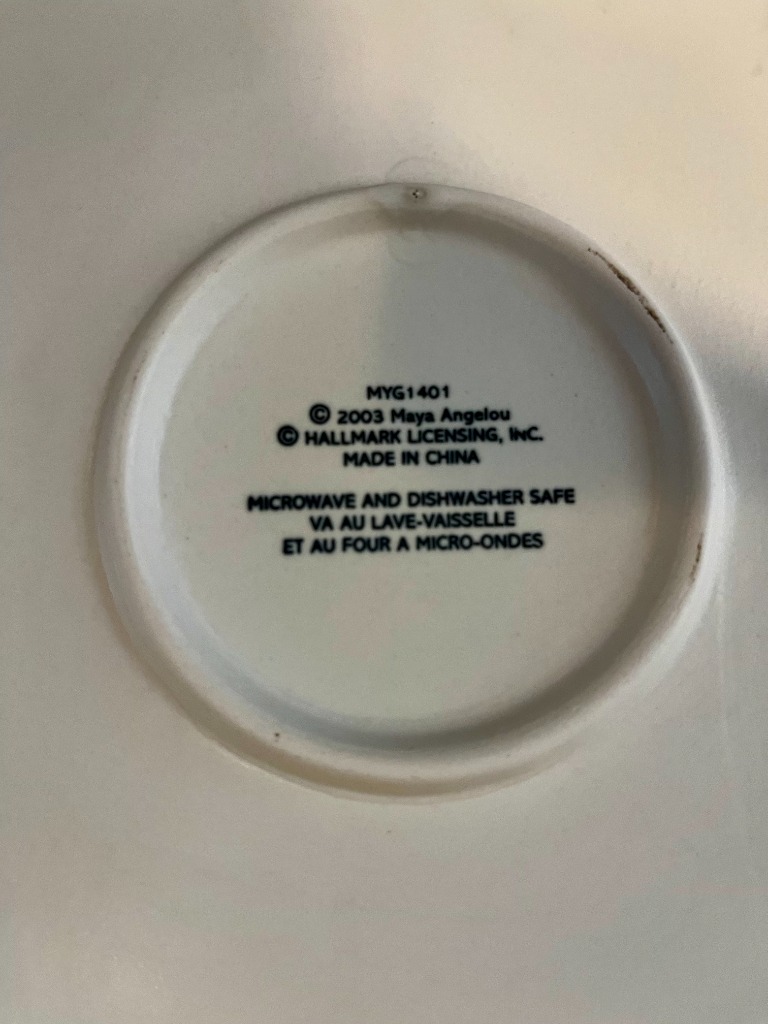 MYG1401
© 2003 Maya Angelou
© HALLMARK LICENSING, INC.
MADE IN CHINA
MICROWAVE AND DISHWASHER SAFE
VA AU LAVE-VAISSELLE
ET AU FOUR A MICRO-ONDES